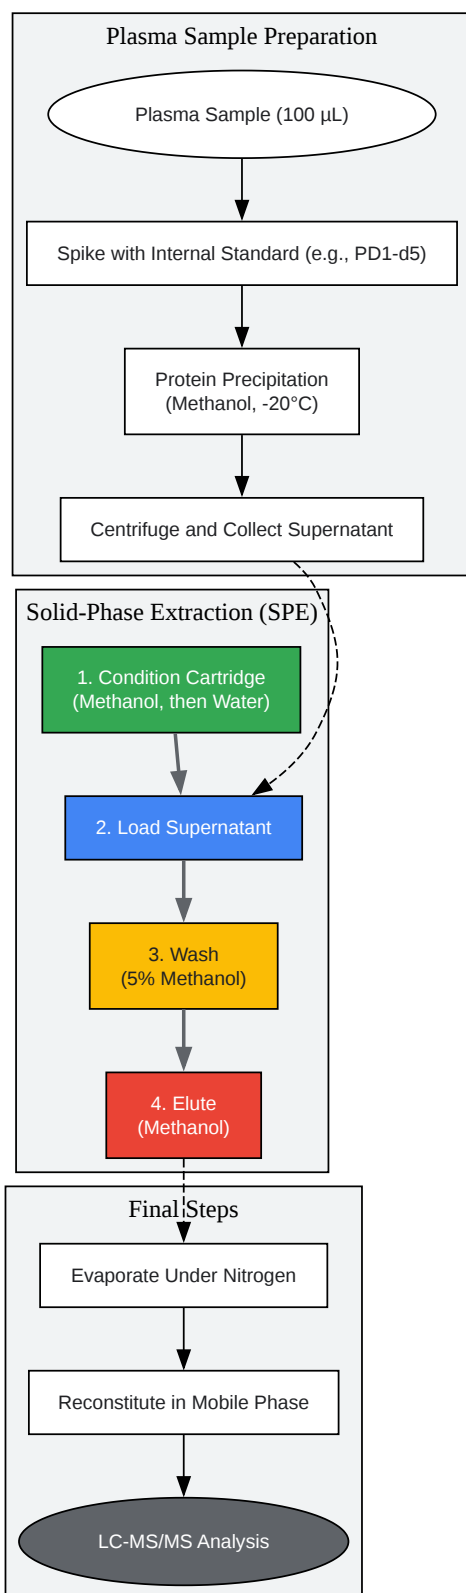 Plasma Sample Preparation
Plasma Sample (100 µL)
Spike with Internal Standard (e.g., PD1-d5)
Protein Precipitation
(Methanol, -20°C)
Centrifuge and Collect Supernatant
Solid-Phase Extraction (SPE)
1. Condition Cartridge
(Methanol, then Water)
2. Load Supernatant
3. Wash
(5% Methanol)
4. Elute
(Methanol)
Final Steps
Evaporate Under Nitrogen
Reconstitute in Mobile Phase
LC-MS/MS Analysis